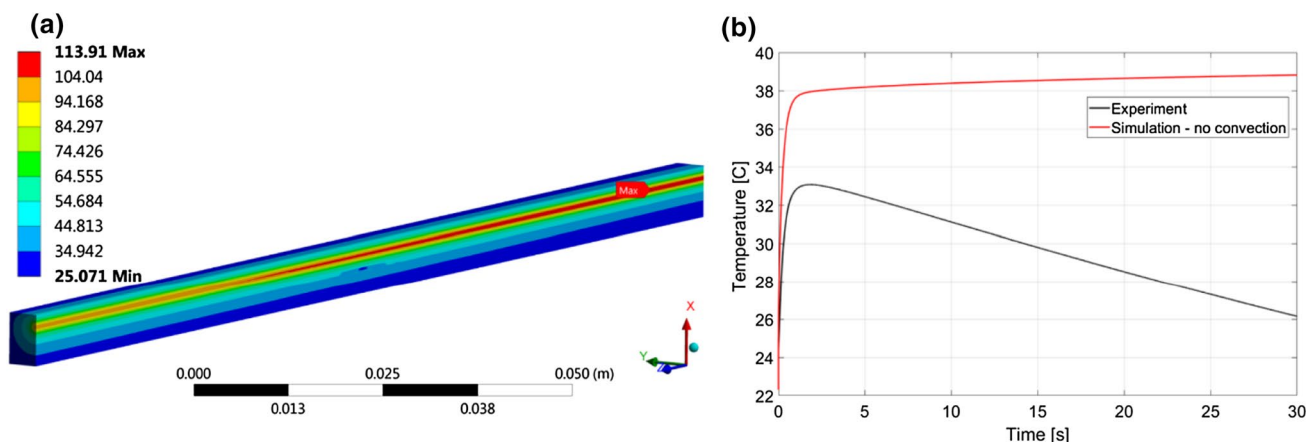 (a)
113.91 Max
104.04
94.168
84.297
74.426
64.555
54.684
44.813
34.942
25.071 Min
Max
X
Y
0.000
0.025
0.050 (m)
0.013
0.038
(b)
40
38
36
34
32
30
28
26
24
22
Temperature [C]
Experiment
Simulation - no convection
0
5
10
15
20
25
30
Time [s]